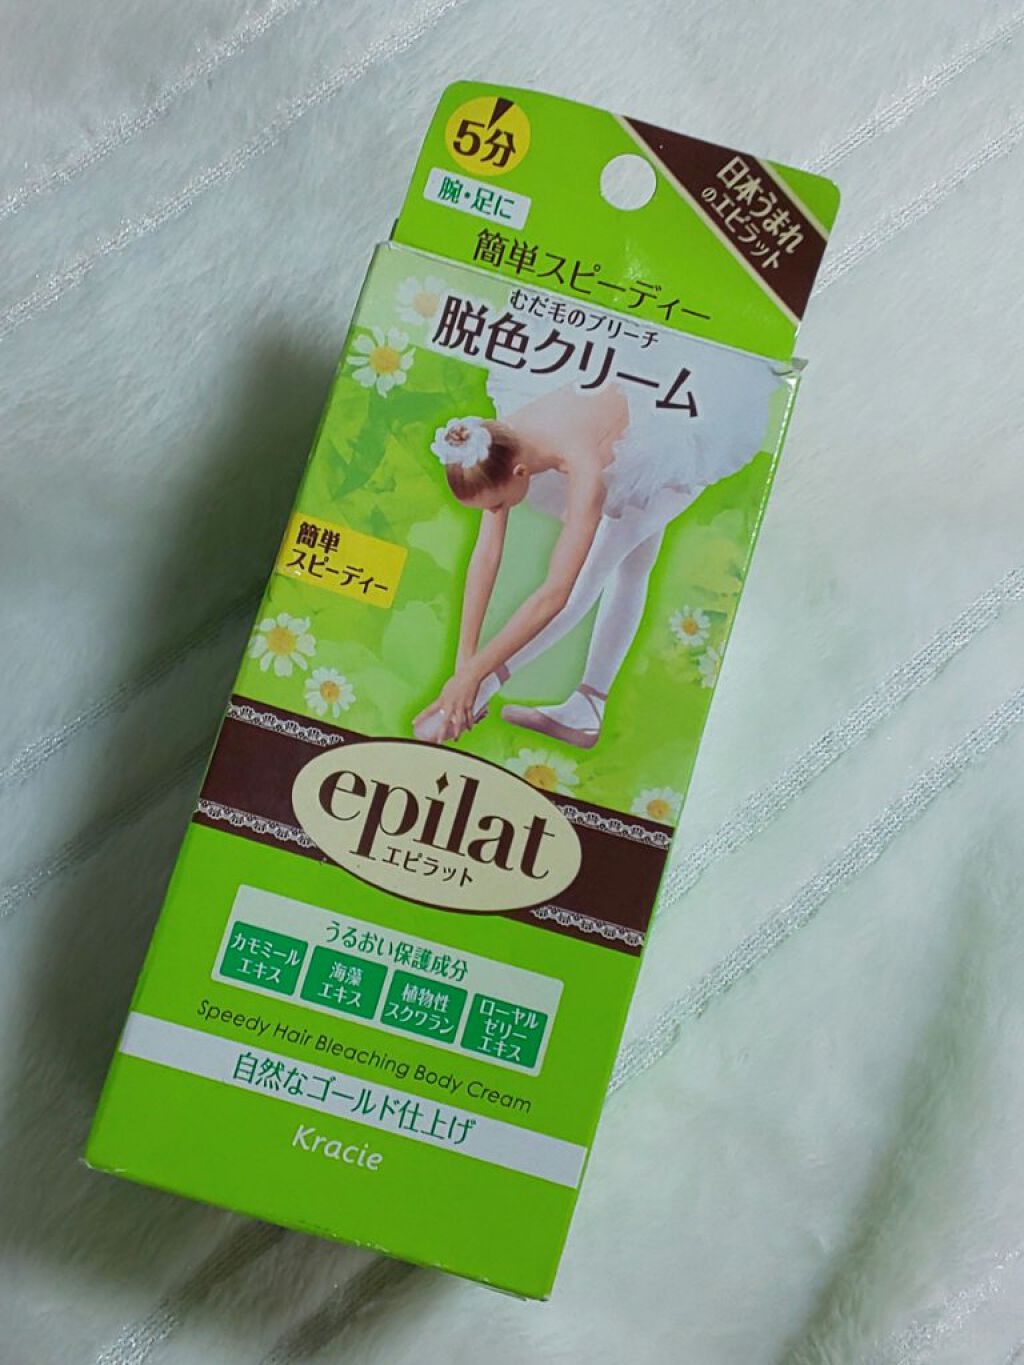 5分
腕・足に
日本うまれ
のエピラット
簡単スピーディー
むだ毛のブリーチ
脱色クリーム
簡単
スピーディー
epilat
エピラット
うるおい保護成分
カモミール
エキス
海藻
エキス
植物性
スクワラン
ローヤル
ゼリー
エキス
Speedy Hair Bleaching Body Cream
自然なゴールド仕上げ
Kracie